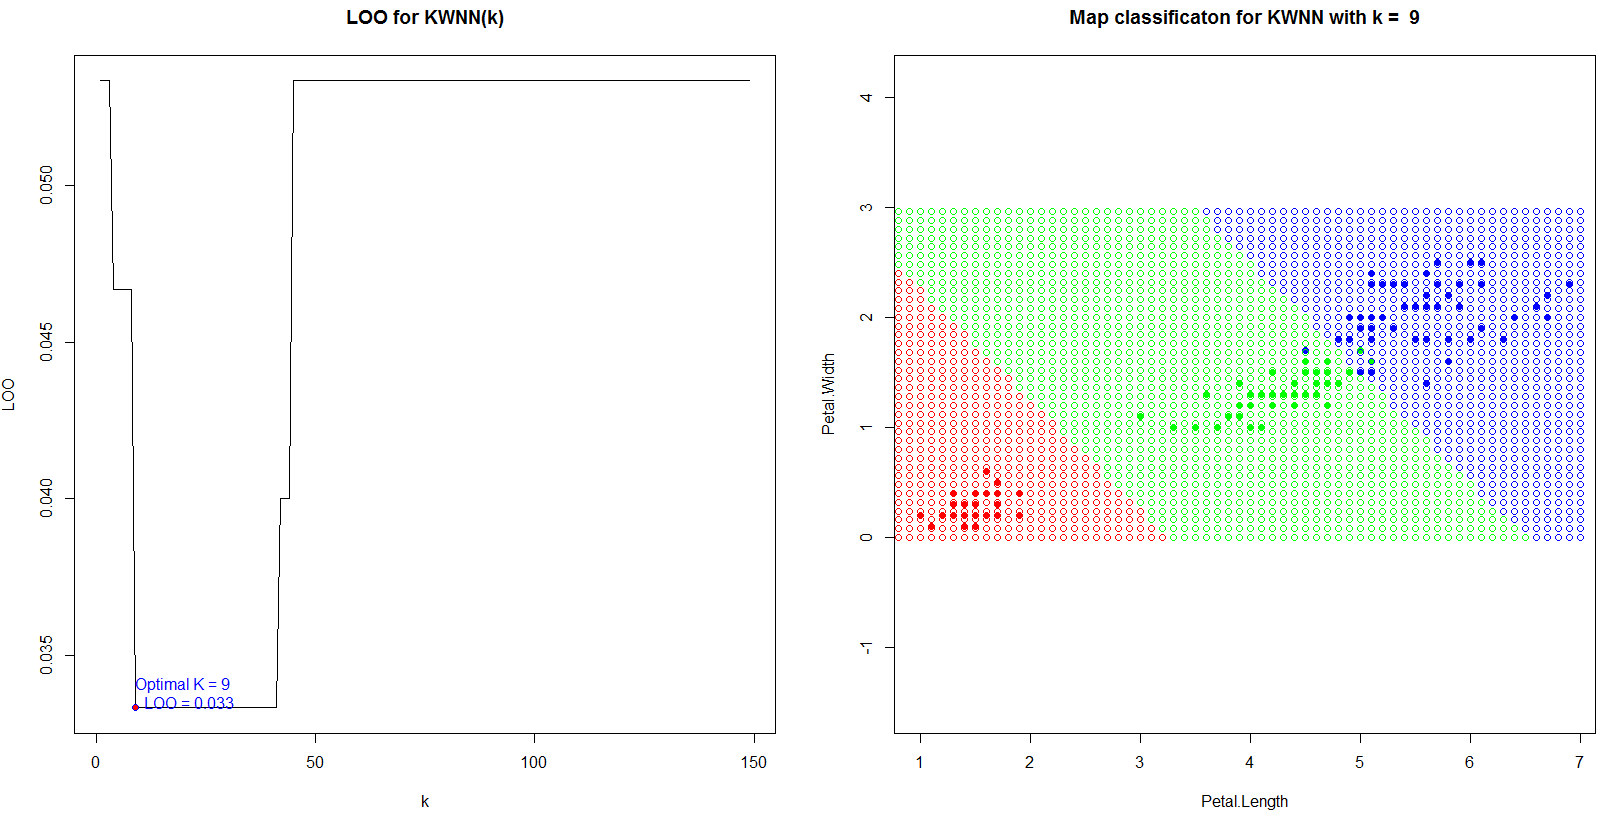 LOO for KWNN(k)
LOO
0.050
0.045
0.040
0.035
Optimal K = 9
LOO = 0.033
0
50
100
150
k
Map classificaton for KWNN with k = 9
Petal.Width
4
3
2
1
0
-1
1
2
3
4
5
6
7
Petal.Length